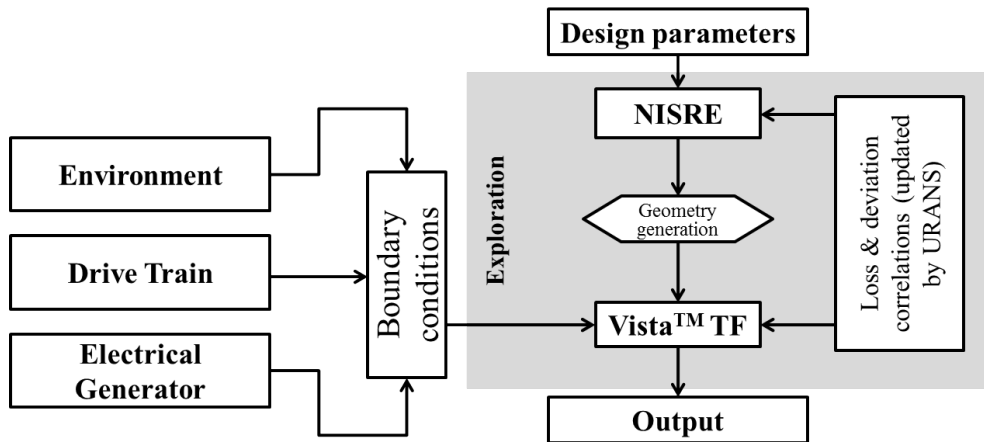 Design parameters
NISRE
Environment
Geometry
generation
Exploration
Loss & deviation
correlations (updated
by URANS)
Drive Train
Boundary
conditions
Vista™ TF
Electrical
Generator
Output